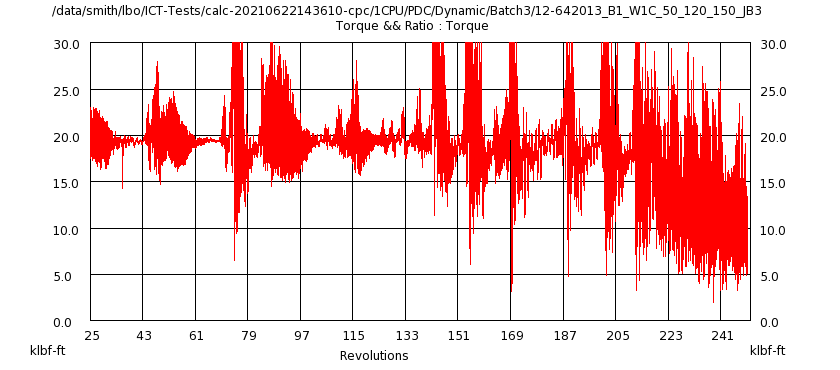 /data/smith/lbo/ICT-Tests/calc-20210622143610-cpc/1CPU/PDC/Dynamic/Batch3/12-642013_B1_W1C_50_120_150_JB3
Torque && Ratio : Torque
30.0 30.0
25.0 25.0
20.0 20.0
15.0 15.0
10.0 10.0
5.0 5.0
0.0 0.0
25 43 61 79 97 115 133 151 169 187 205 223 241
klbf-ft Revolutions klbf-ft